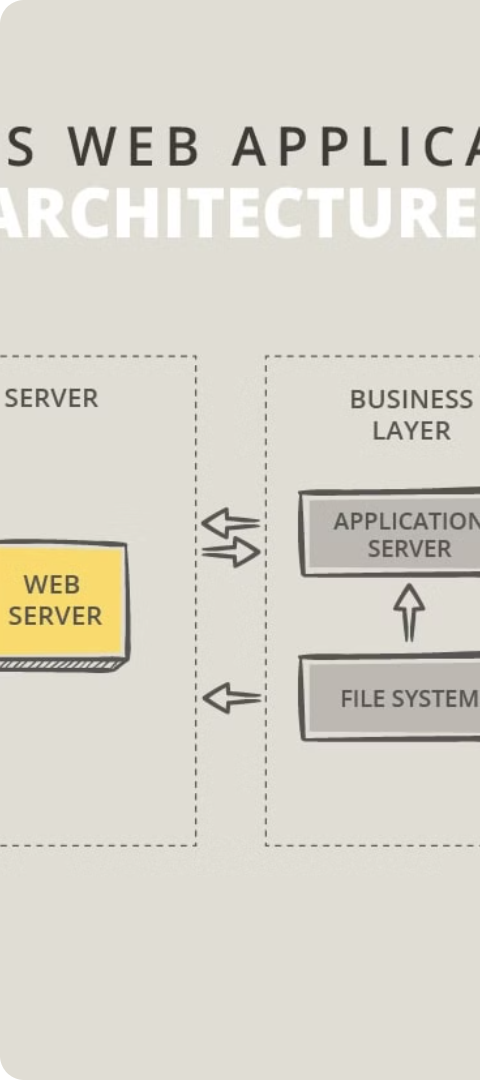 S WEB APPLICA
ARCHITECTURE
SERVER
BUSINESS
LAYER
APPLICATION
SERVER
WEB
SERVER
FILE SYSTEM